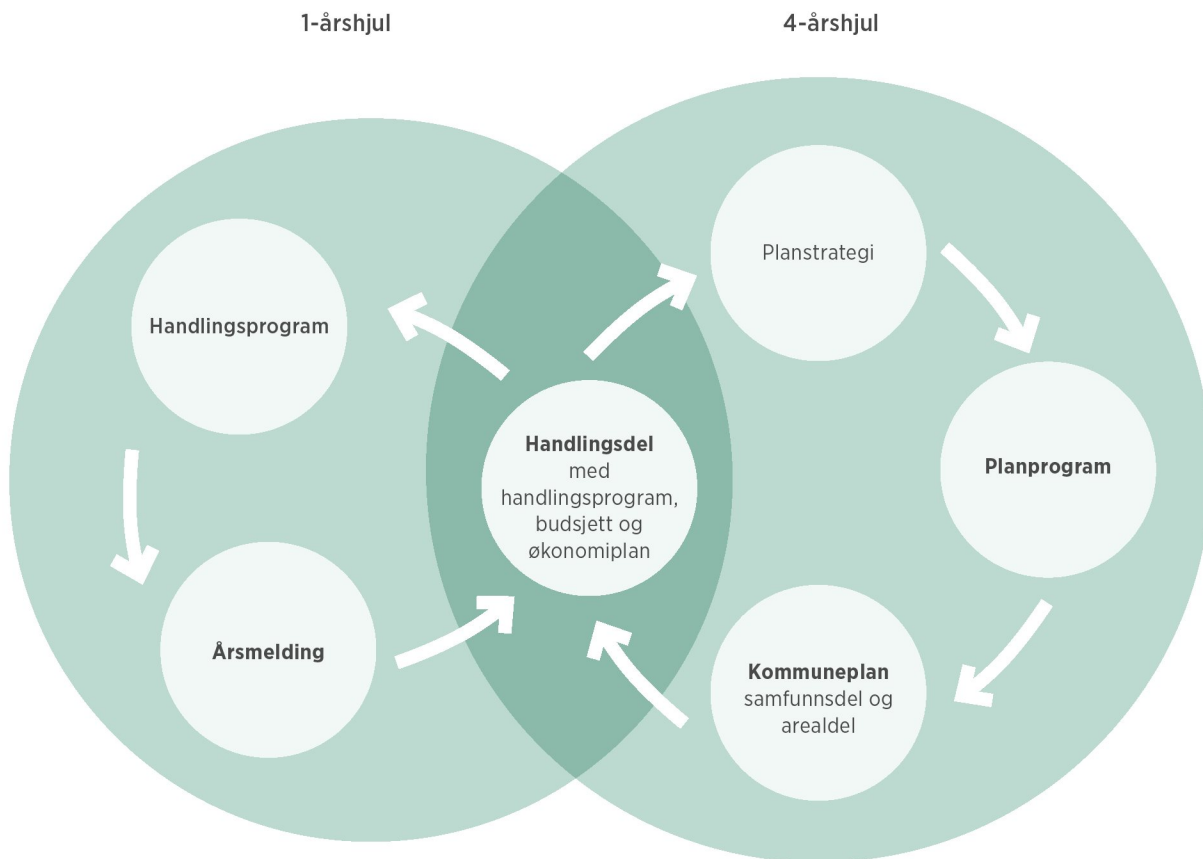 1-årshjul
4-årshjul
Handlingsprogram
Årsmelding
Handlingsdel
med
handlingsprogram,
budsjett og
økonomiplan
Planstrategi
Planprogram
Kommuneplan
samfunnsdel og
arealdel